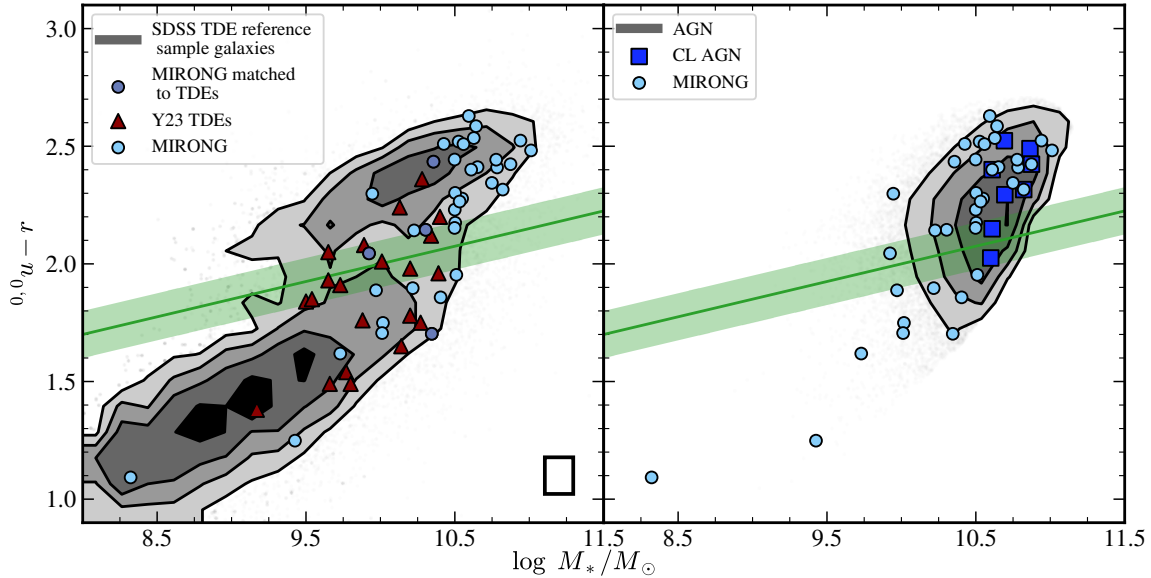 SDSS TDE reference
sample galaxies
MIRONG matched
to TDEs
Y23 TDEs
MIRONG
AGN
CL AGN
MIRONG
3.0
2.5
2.0
1.5
1.0
0,0u − r
8.5
9.5
10.5
11.5
8.5
9.5
10.5
11.5
log M*/M⊙